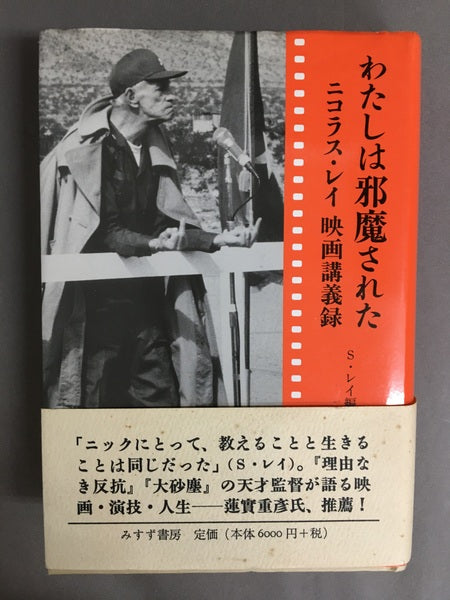 わたしは邪魔された
ニコラス・レイ 映画講義録
S・レイ編
「ニックにとって、教えることと生きる
ことは同じだった」(S・レイ)。『理由な
き反抗』『大砂塵』の天才監督が語る映
画・演技・人生——蓮實重彦氏、推薦！
みすず書房 定価(本体6000円+税)